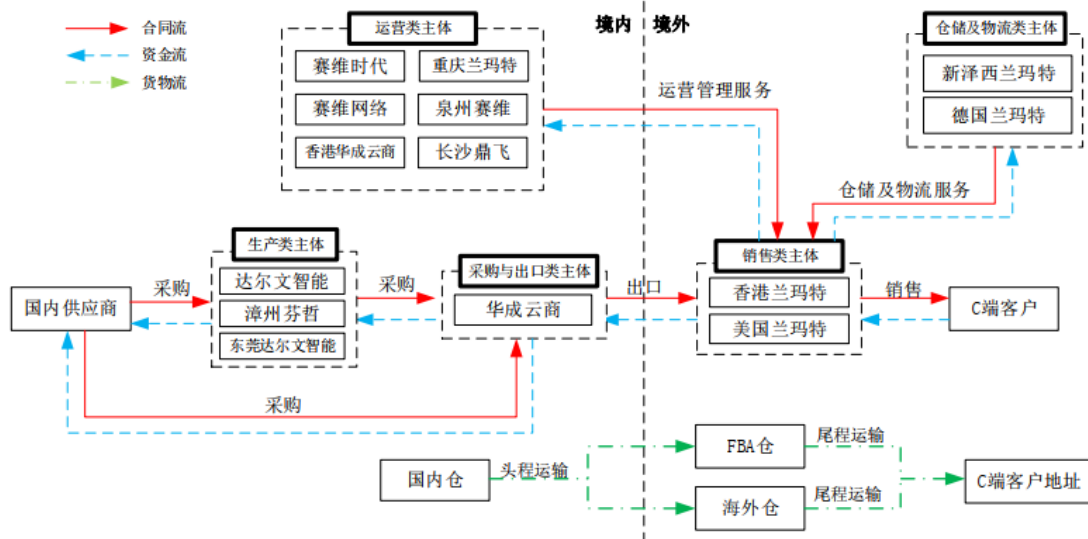 合同流
资金流
货物流
运营类主体
赛维时代
重庆兰玛特
赛维网络
泉州赛维
香港华成云商
长沙鼎飞
境内
境外
仓储及物流类主体
新泽西兰玛特
德国兰玛特
运营管理服务
仓储及物流服务
国内供应商
采购
生产类主体
达尔文智能
漳州芬哲
东莞达尔文智能
采购
采购与出口类主体
华成云商
出口
销售类主体
香港兰玛特
美国兰玛特
销售
C端客户
采购
国内仓
头程运输
FBA仓
尾程运输
海外仓
尾程运输
C端客户地址